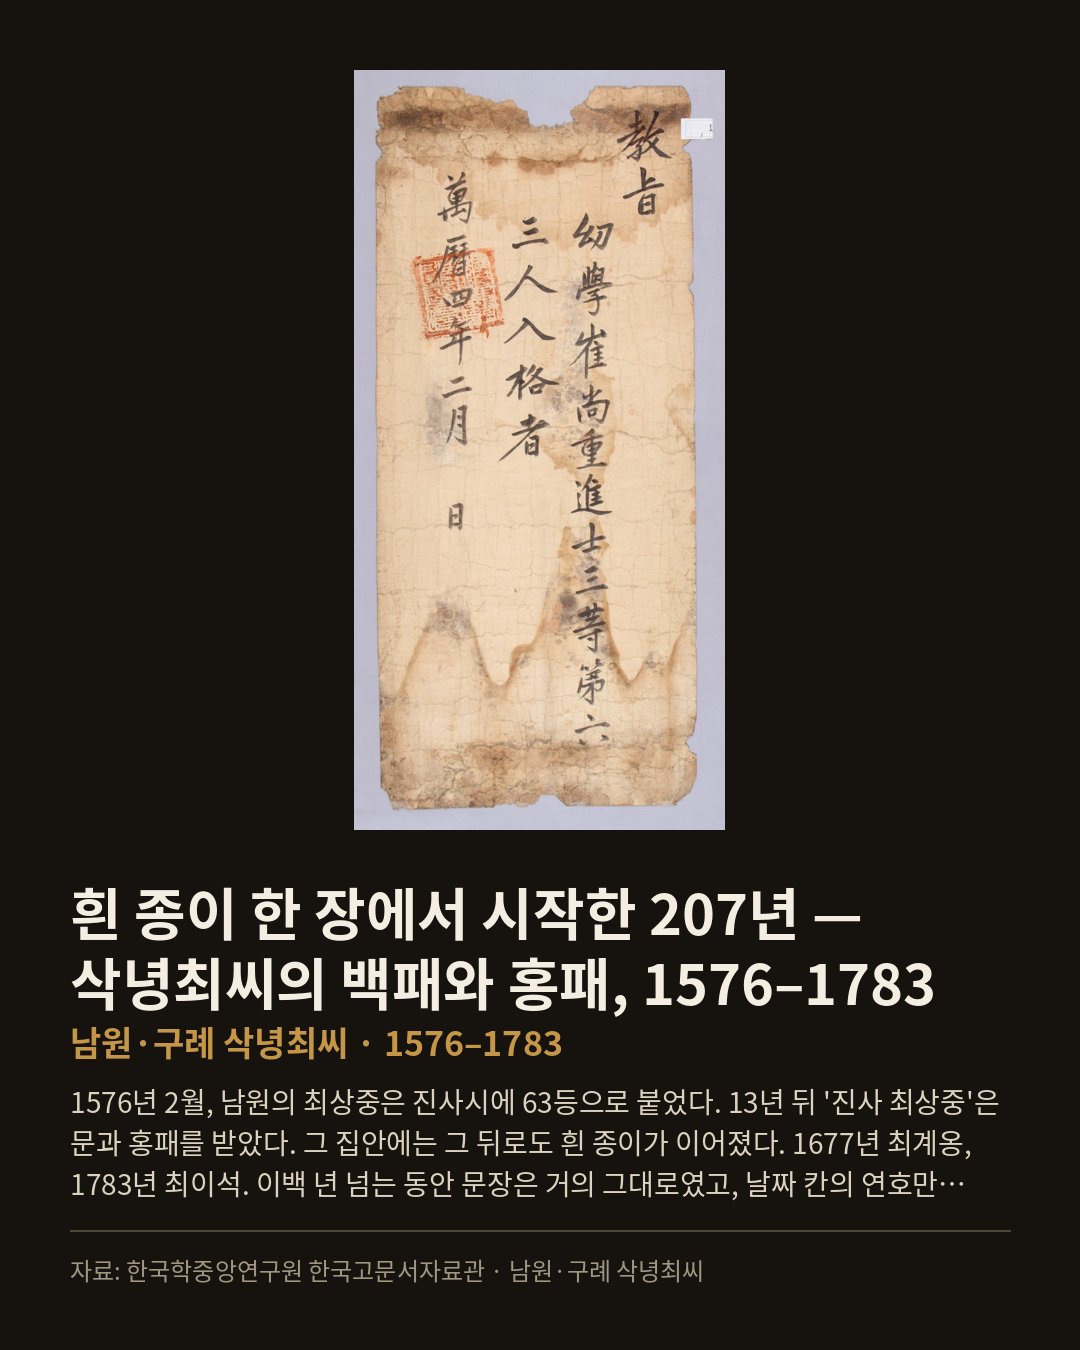 教旨
幼學崔尚重進士三等第六
三人入格者
萬曆四年二月 日
흰 종이 한 장에서 시작한 207년 —
삭녕최씨의 백패와 홍패, 1576–1783
남원·구례 삭녕최씨 · 1576–1783
1576년 2월, 남원의 최상중은 진사시에 63등으로 붙었다. 13년 뒤 '진사 최상중'은
문과 홍패를 받았다. 그 집안에는 그 뒤로도 흰 종이가 이어졌다. 1677년 최계옹,
1783년 최이석. 이백 년 넘는 동안 문장은 거의 그대로였고, 날짜 칸의 연호만…
자료: 한국학중앙연구원 한국고문서자료관 · 남원·구례 삭녕최씨